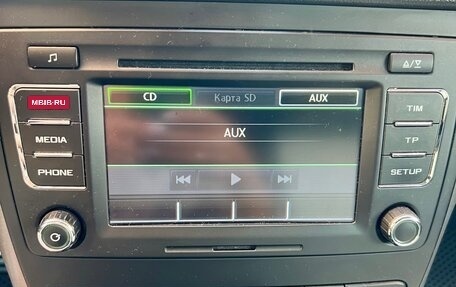 CD
Карта SD
AUX
MBIB-RU
TIM
AUX
MEDIA
TP
PHONE
SETUP